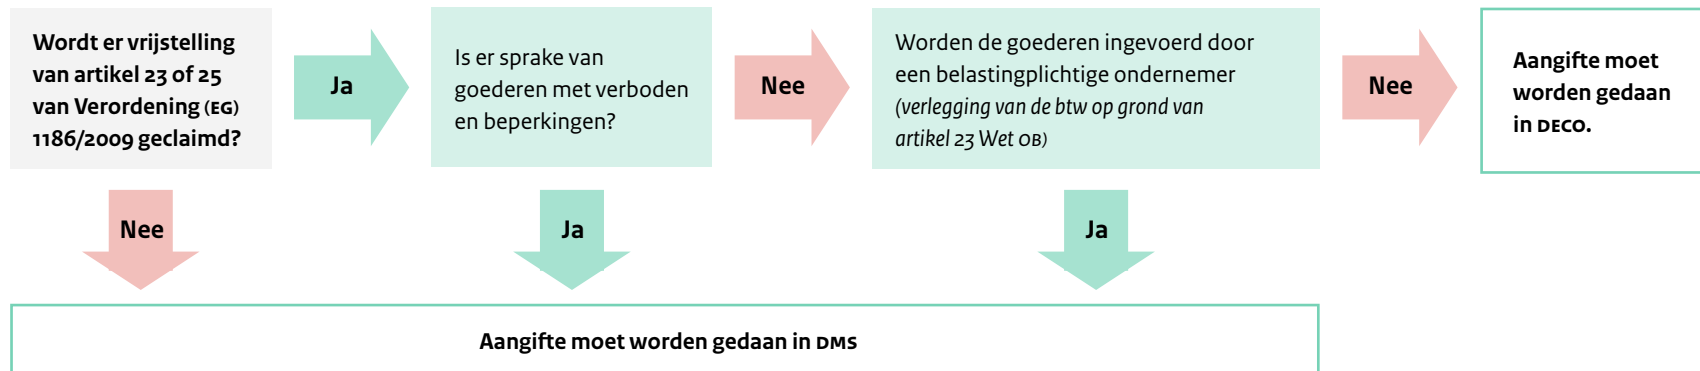 Wordt er vrijstelling
van artikel 23 of 25
van Verordening (EG)
1186/2009 geclaimd?
Ja
Is er sprake van
goederen met verboden
en beperkingen?
Nee
Worden de goederen ingevoerd door
een belastingplichtige ondernemer
(verlegging van de btw op grond van
artikel 23 Wet OB)
Nee
Aangifte moet
worden gedaan
in DECO.
Nee
Ja
Ja
Aangifte moet worden gedaan in DMS